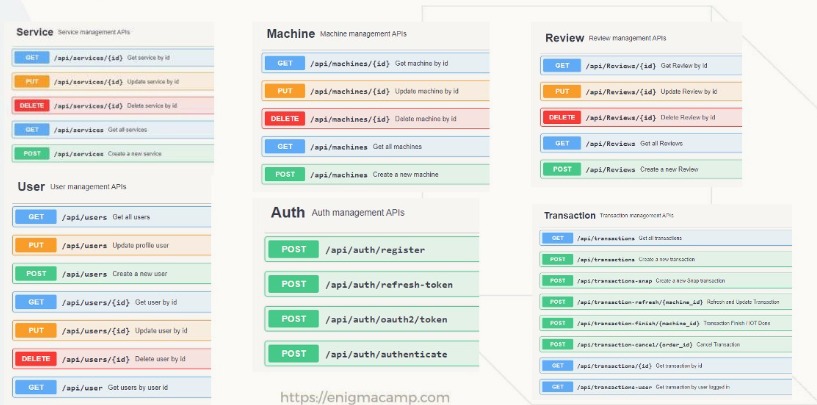 Service Service management APIs
GET /api/services/{id} Get service by id
PUT /api/services/{id} Update service by id
DELETE /api/services/{id} Delete service by id
GET /api/services Get all services
POST /api/services Create a new service
User User management APIs
GET /api/users Get all users
PUT /api/users Update profile user
POST /api/users Create a new user
GET /api/users/{id} Get user by id
PUT /api/users/{id} Update user by id
DELETE /api/users/{id} Delete user by id
GET /api/user Get users by user id
Machine Machine management APIs
GET /api/machines/{id} Get machine by id
PUT /api/machines/{id} Update machine by id
DELETE /api/machines/{id} Delete machine by id
GET /api/machines Get all machines
POST /api/machines Create a new machine
Auth Auth management APIs
POST /api/auth/register
POST /api/auth/refresh-token
POST /api/auth/oauth2/token
POST /api/auth/authenticate
https://enigmacamp.com
Review Review management APIs
GET /api/Reviews/{id} Get Review by id
PUT /api/Reviews/{id} Update Review by id
DELETE /api/Reviews/{id} Delete Review by id
GET /api/Reviews Get all Reviews
POST /api/Reviews Create a new Review
Transaction Transaction management APIs
GET /api/transactions Get all transactions
POST /api/transactions Create a new transaction
POST /api/transactions-snap Create a new Snap transaction
POST /api/transaction-refresh/{machine_id} Refresh and Update Transaction
POST /api/transaction-finish/{machine_id} Transaction Finish / IOT Done
POST /api/transaction-cancel/{order_id} Cancel Transaction
GET /api/transactions/{id} Get transaction by id
GET /api/transactions-user Get transaction by user logged in